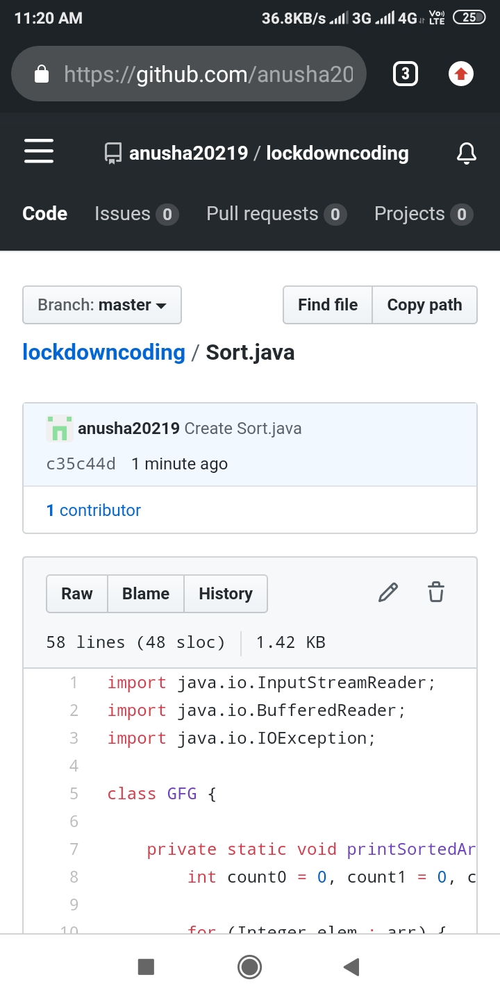 11:20 AM 36.8KB/s 3G 4G Vo) LTE 25
https://github.com/anusha20 3
anusha20219 / lockdowncoding
Code Issues 0 Pull requests 0 Projects 0
Branch: master Find file Copy path
lockdowncoding / Sort.java
anusha20219 Create Sort.java
c35c44d 1 minute ago
1 contributor
Raw Blame History
58 lines (48 sloc) 1.42 KB
1 import java.io.InputStreamReader;
2 import java.io.BufferedReader;
3 import java.io.IOException;
4
5 class GFG {
6
7 private static void printSortedAr
8 int count0 = 0, count1 = 0, c
9
10 for (Integer elem : arr) {